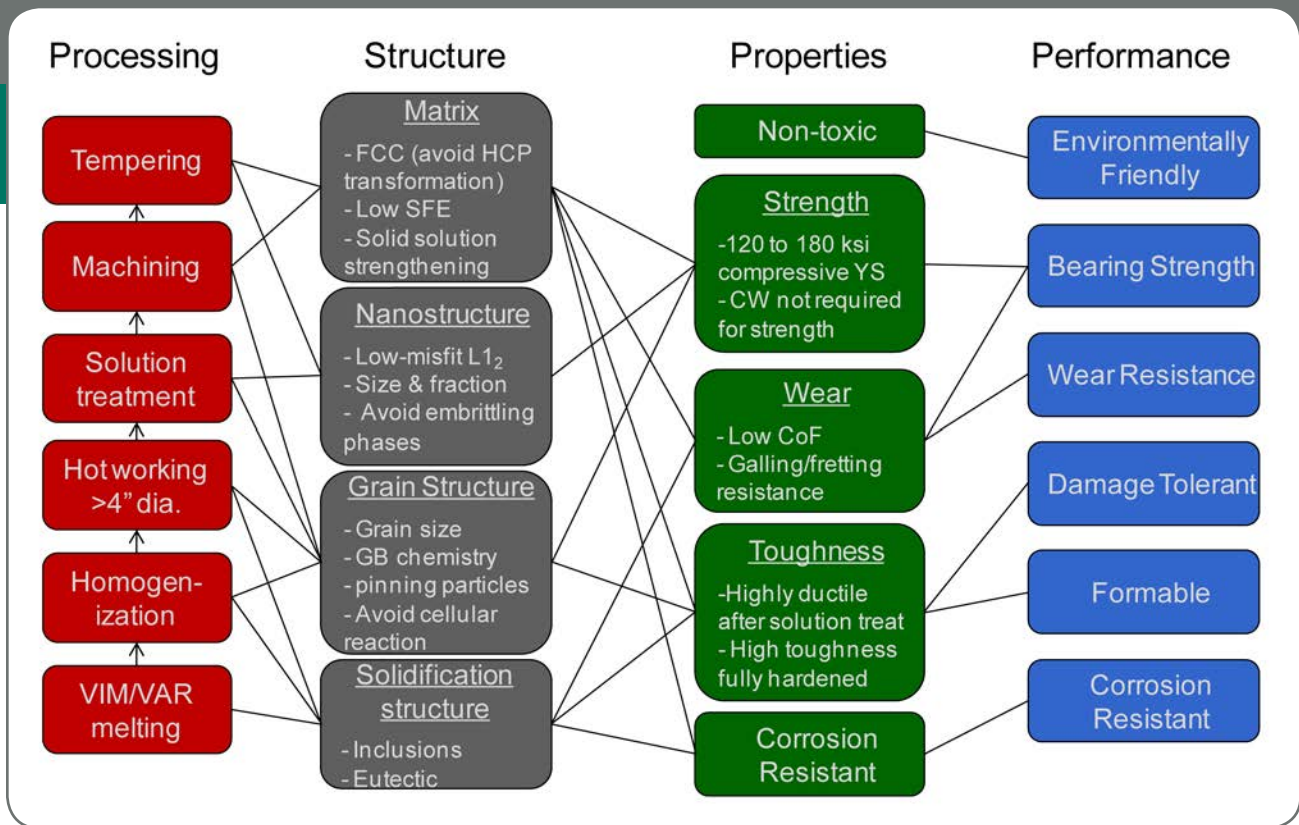 Processing
Structure
Properties
Performance
Tempering
Machining
Solution
treatment
Hot working
>4” dia.
Homogen-
ization
VIM/VAR
melting
Matrix
- FCC (avoid HCP
transformation)
- Low SFE
- Solid solution
strengthening
Nanostructure
- Low-misfit L1₂
- Size & fraction
- Avoid embrittling
phases
Grain Structure
- Grain size
- GB chemistry
- pinning particles
- Avoid cellular
reaction
Solidification
structure
- Inclusions
- Eutectic
Non-toxic
Strength
-120 to 180 ksi
compressive YS
- CW not required
for strength
Wear
- Low CoF
- Galling/fretting
resistance
Toughness
-Highly ductile
after solution treat
- High toughness
fully hardened
Corrosion
Resistant
Environmentally
Friendly
Bearing Strength
Wear Resistance
Damage Tolerant
Formable
Corrosion
Resistant